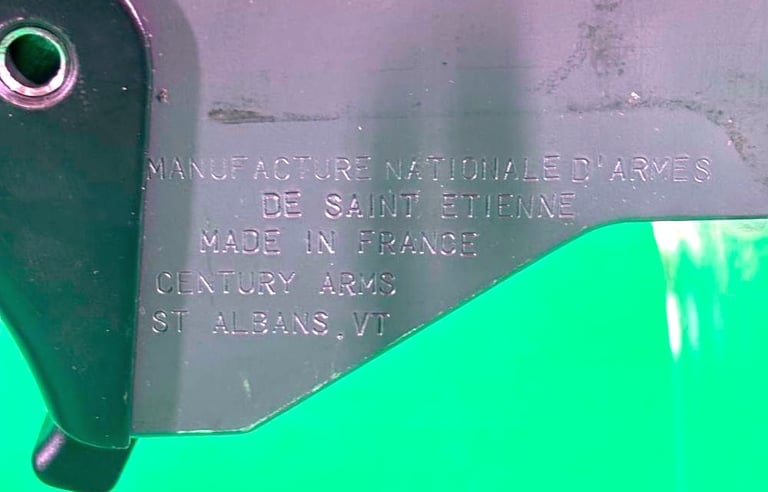 MANUFACTURE NATIONALE D'ARMES
DE SAINT ETIENNE
MADE IN FRANCE
CENTURY ARMS
ST ALBANS, VT